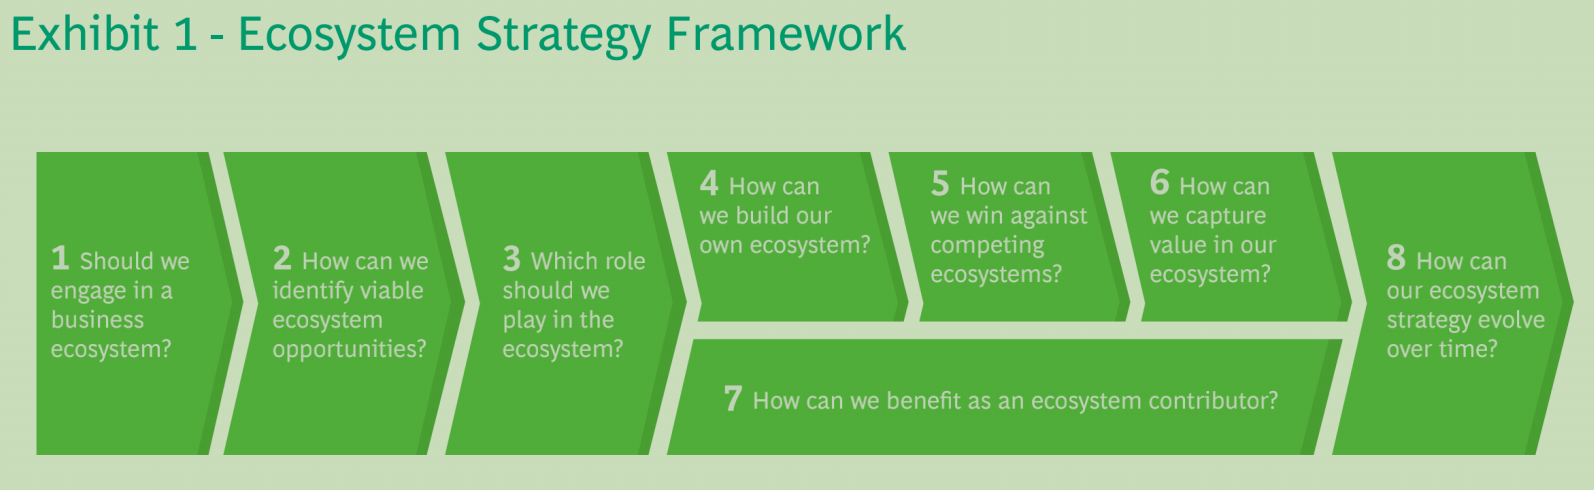 Exhibit 1 - Ecosystem Strategy Framework
1 Should we
engage in a
business
ecosystem?
2 How can we
identify viable
ecosystem
opportunities?
3 Which role
should we
play in the
ecosystem?
4 How can
we build our
own ecosystem?
5 How can
we win against
competing
ecosystems?
6 How can
we capture
value in our
ecosystem?
7 How can we benefit as an ecosystem contributor?
8 How can
our ecosystem
strategy evolve
over time?